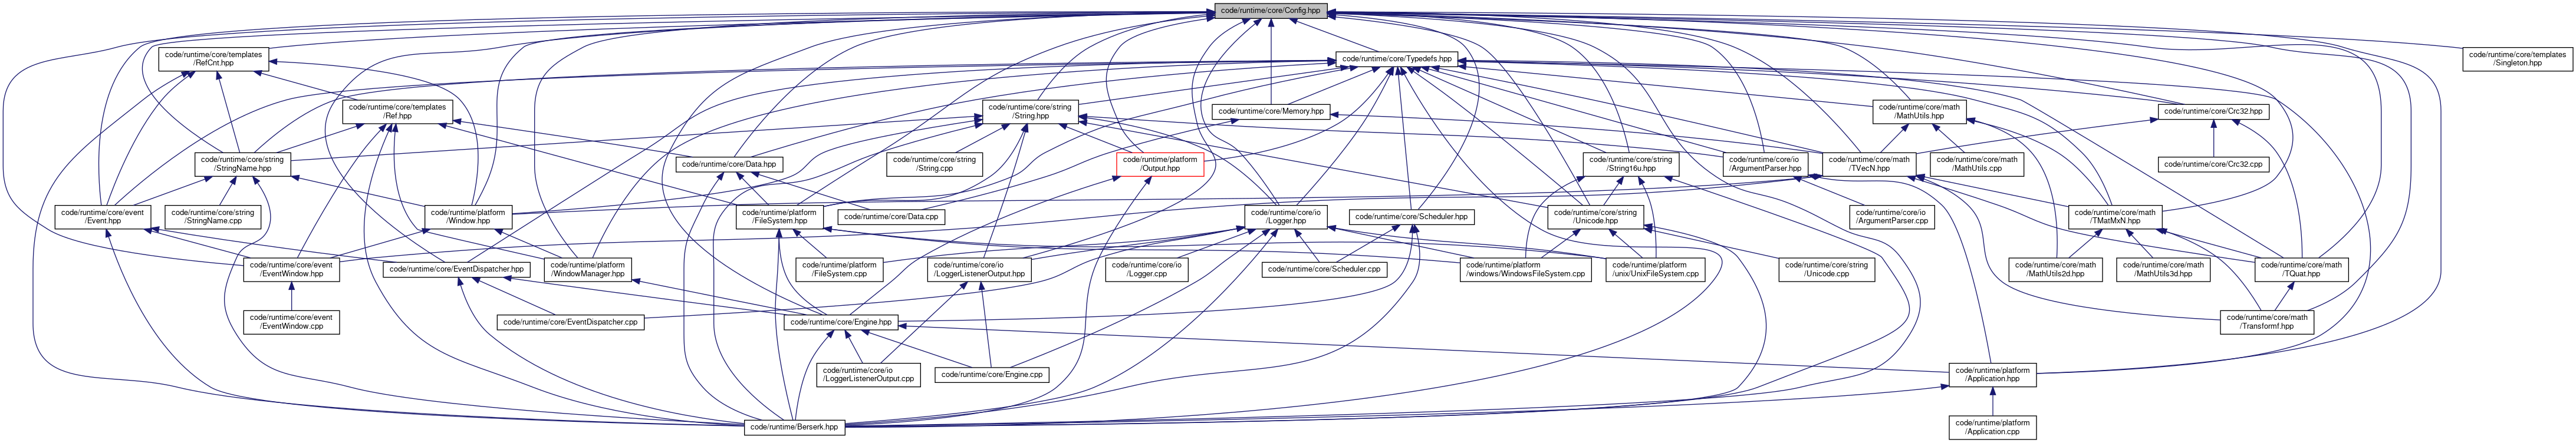 code/runtime/core/Config.hpp
code/runtime/core/templates
/RefCnt.hpp
code/runtime/core/Typedefs.hpp
code/runtime/core/templates
/Singleton.hpp
code/runtime/core/templates
/Ref.hpp
code/runtime/core/string
/String.hpp
code/runtime/core/Memory.hpp
code/runtime/core/math
/MathUtils.hpp
code/runtime/core/Crc32.hpp
code/runtime/core/string
/StringName.hpp
code/runtime/core/Data.hpp
code/runtime/core/string
/String.cpp
code/runtime/platform
/Output.hpp
code/runtime/core/string
/String16u.hpp
code/runtime/core/io
/ArgumentParser.hpp
code/runtime/core/math
/TVecN.hpp
code/runtime/core/math
/MathUtils.cpp
code/runtime/core/Crc32.cpp
code/runtime/core/event
/Event.hpp
code/runtime/core/string
/StringName.cpp
code/runtime/platform
/Window.hpp
code/runtime/platform
/FileSystem.hpp
code/runtime/core/Data.cpp
code/runtime/core/io
/Logger.hpp
code/runtime/core/Scheduler.hpp
code/runtime/core/string
/Unicode.hpp
code/runtime/core/io
/ArgumentParser.cpp
code/runtime/core/math
/TMatMxN.hpp
code/runtime/core/event
/EventWindow.hpp
code/runtime/core/EventDispatcher.hpp
code/runtime/platform
/WindowManager.hpp
code/runtime/platform
/FileSystem.cpp
code/runtime/core/io
/LoggerListenerOutput.hpp
code/runtime/core/io
/Logger.cpp
code/runtime/core/Scheduler.cpp
code/runtime/platform
/windows/WindowsFileSystem.cpp
code/runtime/platform
/unix/UnixFileSystem.cpp
code/runtime/core/string
/Unicode.cpp
code/runtime/core/math
/MathUtils2d.hpp
code/runtime/core/math
/MathUtils3d.hpp
code/runtime/core/math
/TQuat.hpp
code/runtime/core/event
/EventWindow.cpp
code/runtime/core/EventDispatcher.cpp
code/runtime/core/Engine.hpp
code/runtime/core/math
/Transformf.hpp
code/runtime/core/io
/LoggerListenerOutput.cpp
code/runtime/core/Engine.cpp
code/runtime/platform
/Application.hpp
code/runtime/Berserk.hpp
code/runtime/platform
/Application.cpp